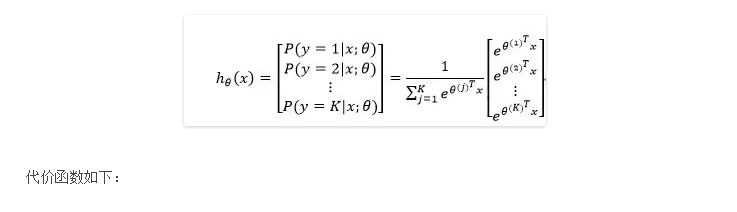 h_θ(x) = [P(y = 1|x; θ) P(y = 2|x; θ) ⋮ P(y = K|x; θ)] = 1 / ∑_{j=1}^{K} e^{θ^{(j)T} x} [e^{θ^{(1)T} x} e^{θ^{(2)T} x} ⋮ e^{θ^{(K)T} x}]
代价函数如下：